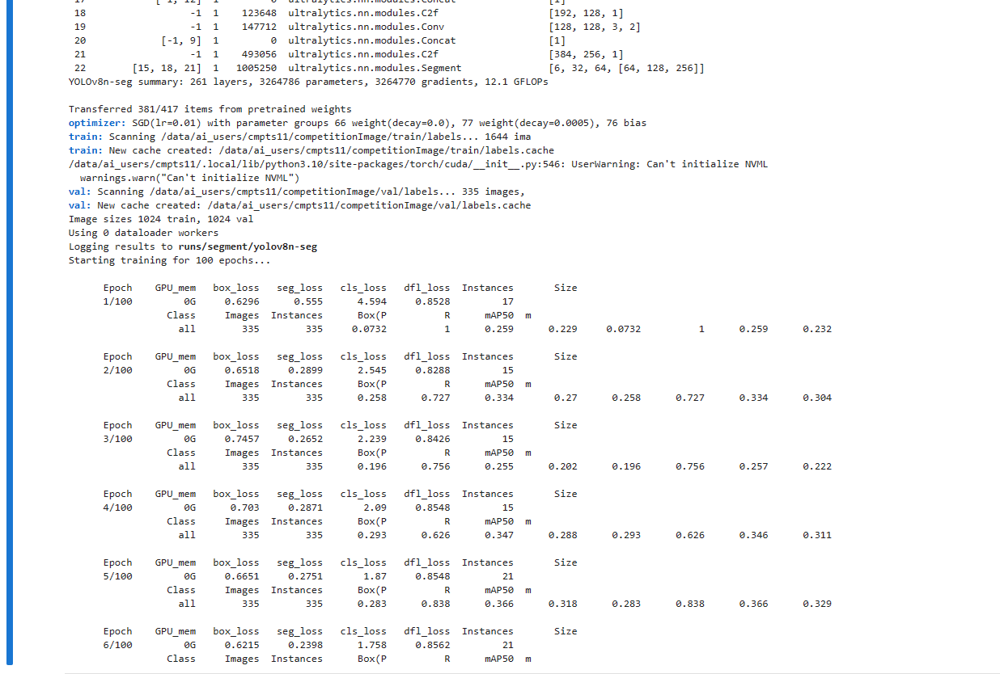 18 -1 1 123648 ultralytics.nn.modules.C2f [192, 128, 1]
19 -1 1 147712 ultralytics.nn.modules.Conv [128, 128, 3, 2]
20 [-1, 9] 1 0 ultralytics.nn.modules.Concat [1]
21 -1 1 493056 ultralytics.nn.modules.C2f [384, 256, 1]
22 [15, 18, 21] 1 1005250 ultralytics.nn.modules.Segment [6, 32, 64, [64, 128, 256]]
YOLOv8n-seg summary: 261 layers, 3264786 parameters, 3264770 gradients, 12.1 GFLOPs
Transferred 381/417 items from pretrained weights
optimizer: SGD(lr=0.01) with parameter groups 66 weight(decay=0.0), 77 weight(decay=0.0005), 76 bias
train: Scanning /data/ai_users/cmpts11/competitionImage/train/labels... 1644 ima
train: New cache created: /data/ai_users/cmpts11/competitionImage/train/labels.cache
/data/ai_users/cmpts11/.local/lib/python3.10/site-packages/torch/cuda/__init__.py:546: UserWarning: Can't initialize NVML
warnings.warn("Can't initialize NVML")
val: Scanning /data/ai_users/cmpts11/competitionImage/val/labels... 335 images,
val: New cache created: /data/ai_users/cmpts11/competitionImage/val/labels.cache
Image sizes 1024 train, 1024 val
Using 0 dataloader workers
Logging results to runs/segment/yolov8n-seg
Starting training for 100 epochs...
Epoch GPU_mem box_loss seg_loss cls_loss dfl_loss Instances Size
1/100 0G 0.6296 0.555 4.594 0.8528 17
Class Images Instances Box(P R mAP50 m
all 335 335 0.0732 1 0.259 0.229 0.0732 1 0.259 0.232
Epoch GPU_mem box_loss seg_loss cls_loss dfl_loss Instances Size
2/100 0G 0.6518 0.2899 2.545 0.8288 15
Class Images Instances Box(P R mAP50 m
all 335 335 0.258 0.727 0.334 0.27 0.258 0.727 0.334 0.304
Epoch GPU_mem box_loss seg_loss cls_loss dfl_loss Instances Size
3/100 0G 0.7457 0.2652 2.239 0.8426 15
Class Images Instances Box(P R mAP50 m
all 335 335 0.196 0.756 0.255 0.202 0.196 0.756 0.257 0.222
Epoch GPU_mem box_loss seg_loss cls_loss dfl_loss Instances Size
4/100 0G 0.703 0.2871 2.09 0.8548 15
Class Images Instances Box(P R mAP50 m
all 335 335 0.293 0.626 0.347 0.288 0.293 0.626 0.346 0.311
Epoch GPU_mem box_loss seg_loss cls_loss dfl_loss Instances Size
5/100 0G 0.6651 0.2751 1.87 0.8548 21
Class Images Instances Box(P R mAP50 m
all 335 335 0.283 0.838 0.366 0.318 0.283 0.838 0.366 0.329
Epoch GPU_mem box_loss seg_loss cls_loss dfl_loss Instances Size
6/100 0G 0.6215 0.2398 1.758 0.8562 21
Class Images Instances Box(P R mAP50 m